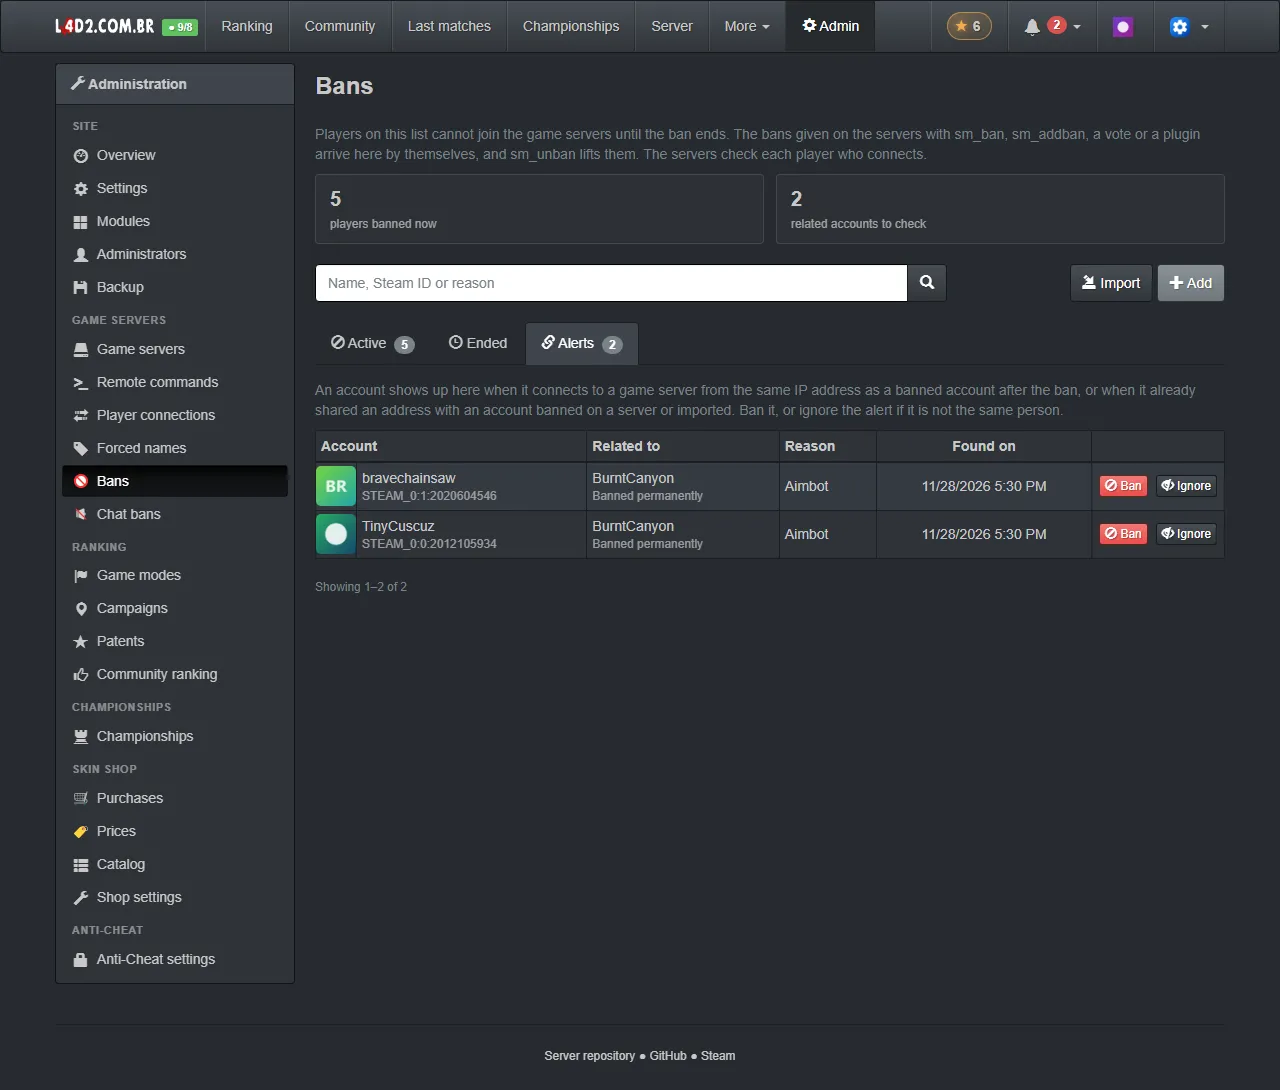 L4D2.COM.BR
● 9/8
Ranking
Community
Last matches
Championships
Server
More
Admin
★ 6
2
Administration
SITE
Overview
Settings
Modules
Administrators
Backup
GAME SERVERS
Game servers
Remote commands
Player connections
Forced names
Bans
Chat bans
RANKING
Game modes
Campaigns
Patents
Community ranking
CHAMPIONSHIPS
Championships
SKIN SHOP
Purchases
Prices
Catalog
Shop settings
ANTI-CHEAT
Anti-Cheat settings
Bans
Players on this list cannot join the game servers until the ban ends. The bans given on the servers with sm_ban, sm_addban, a vote or a plugin
arrive here by themselves, and sm_unban lifts them. The servers check each player who connects.
5
players banned now
2
related accounts to check
Name, Steam ID or reason
Import
Add
Active 5
Ended
Alerts 2
An account shows up here when it connects to a game server from the same IP address as a banned account after the ban, or when it already
shared an address with an account banned on a server or imported. Ban it, or ignore the alert if it is not the same person.
Account Related to Reason Found on
BR
bravechainsaw
STEAM_0:1:2020604546
BurntCanyon
Banned permanently
Aimbot
11/28/2026 5:30 PM
Ban
Ignore
TinyCuscuz
STEAM_0:0:2012105934
BurntCanyon
Banned permanently
Aimbot
11/28/2026 5:30 PM
Ban
Ignore
Showing 1–2 of 2
Server repository ● GitHub ● Steam